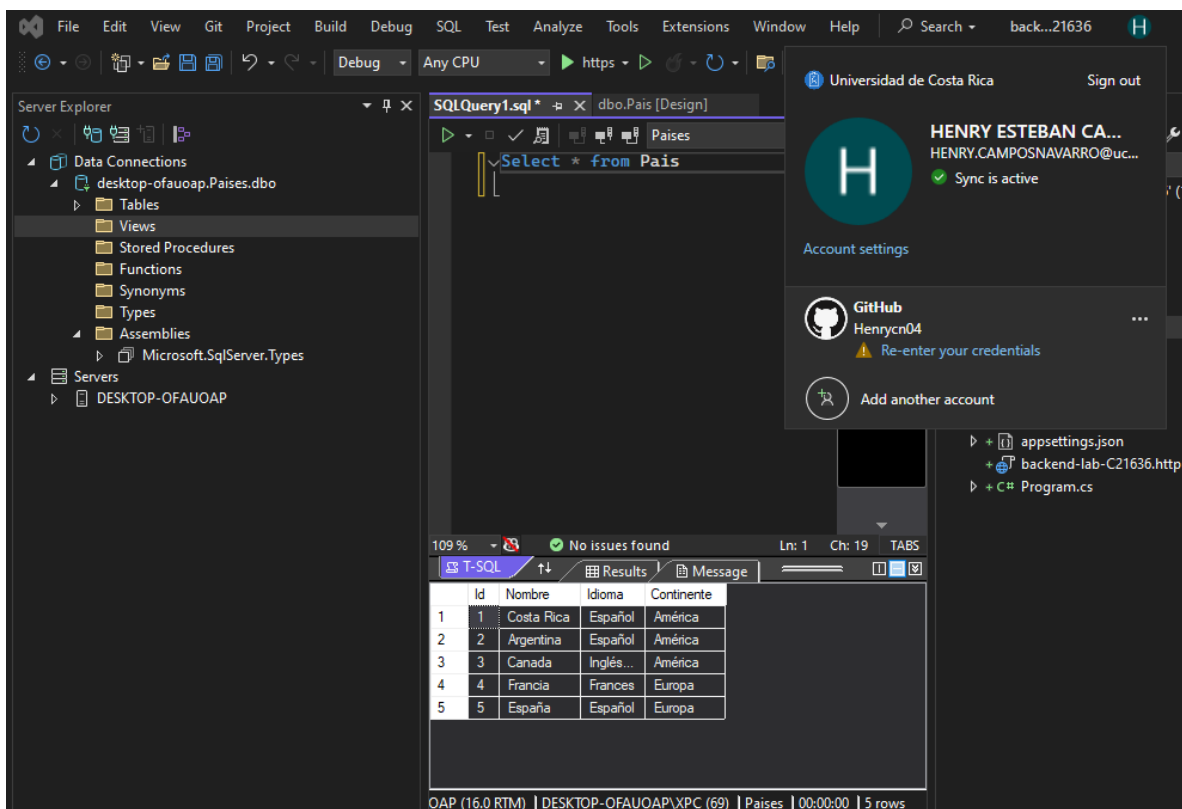 File Edit View Git Project Build Debug SQL Test Analyze Tools Extensions Window Help Search back...21636 H
Debug Any CPU https
Universidad de Costa Rica Sign out
H
HENRY ESTEBAN CA...
HENRY.CAMPOSNAVARRO@uc...
Sync is active
Account settings
GitHub
Henrycn04
Re-enter your credentials
Add another account
Server Explorer
Data Connections
desktop-ofauoap.Paises.dbo
Tables
Views
Stored Procedures
Functions
Synonyms
Types
Assemblies
Microsoft.SqlServer.Types
Servers
DESKTOP-OFAUOAP
SQLQuery1.sql * dbo.Pais [Design]
Paises
Select * from Pais
109 % No issues found Ln: 1 Ch: 19 TABS
T-SQL Results Message
Id Nombre Idioma Continente
1 1 Costa Rica Español América
2 2 Argentina Español América
3 3 Canada Inglés... América
4 4 Francia Frances Europa
5 5 España Español Europa
OAP (16.0 RTM) DESKTOP-OFAUOAP\XPC (69) Paises 00:00:00 5 rows
appsettings.json
backend-lab-C21636.http
C# Program.cs